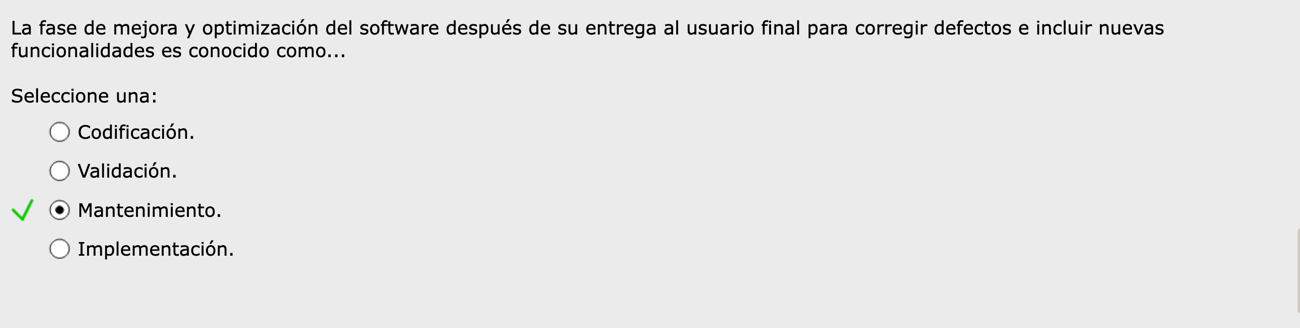 La fase de mejora y optimización del software después de su entrega al usuario final para corregir defectos e incluir nuevas
funcionalidades es conocido como...
Seleccione una:
Codificación.
Validación.
Mantenimiento.
Implementación.